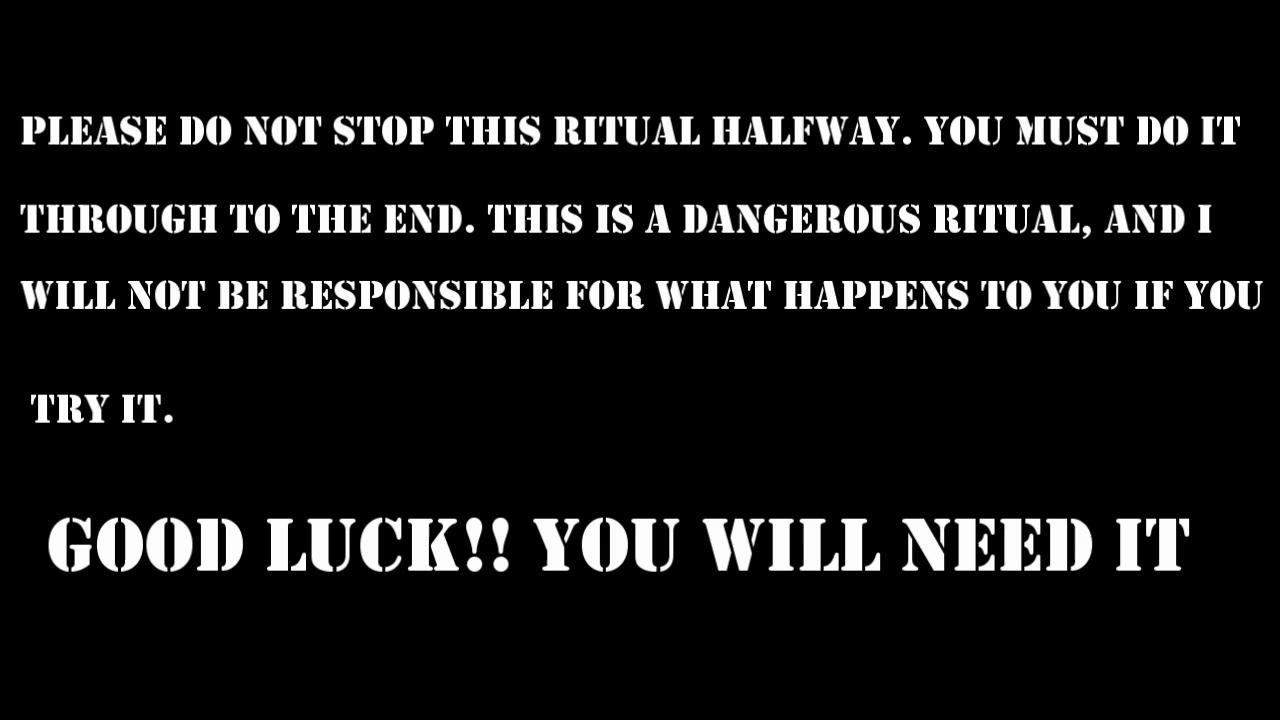 PLEASE DO NOT STOP THIS RITUAL HALFWAY. YOU MUST DO IT
THROUGH TO THE END. THIS IS A DANGEROUS RITUAL, AND I
WILL NOT BE RESPONSIBLE FOR WHAT HAPPENS TO YOU IF YOU
TRY IT.
GOOD LUCK!! YOU WILL NEED IT